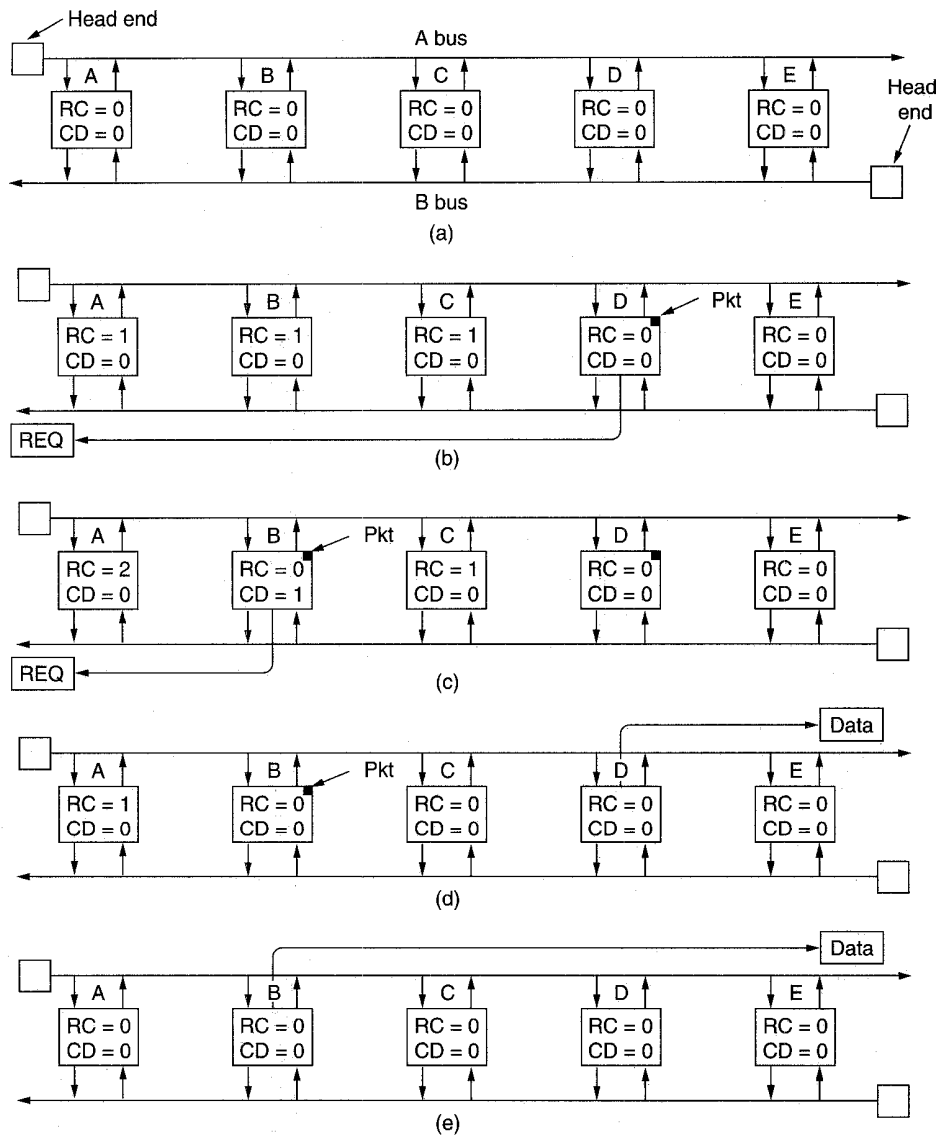 Head end
A bus
A B C D E
Head end
RC = 0 RC = 0 RC = 0 RC = 0 RC = 0
CD = 0 CD = 0 CD = 0 CD = 0 CD = 0
B bus
(a)
A B C D Pkt E
RC = 1 RC = 1 RC = 1 RC = 0 RC = 0
CD = 0 CD = 0 CD = 0 CD = 0 CD = 0
REQ
(b)
A B Pkt C D E
RC = 2 RC = 0 RC = 1 RC = 0 RC = 0
CD = 0 CD = 1 CD = 0 CD = 0 CD = 0
REQ
(c)
Data
A B Pkt C D E
RC = 1 RC = 0 RC = 0 RC = 0 RC = 0
CD = 0 CD = 0 CD = 0 CD = 0 CD = 0
(d)
Data
A B C D E
RC = 0 RC = 0 RC = 0 RC = 0 RC = 0
CD = 0 CD = 0 CD = 0 CD = 0 CD = 0
(e)